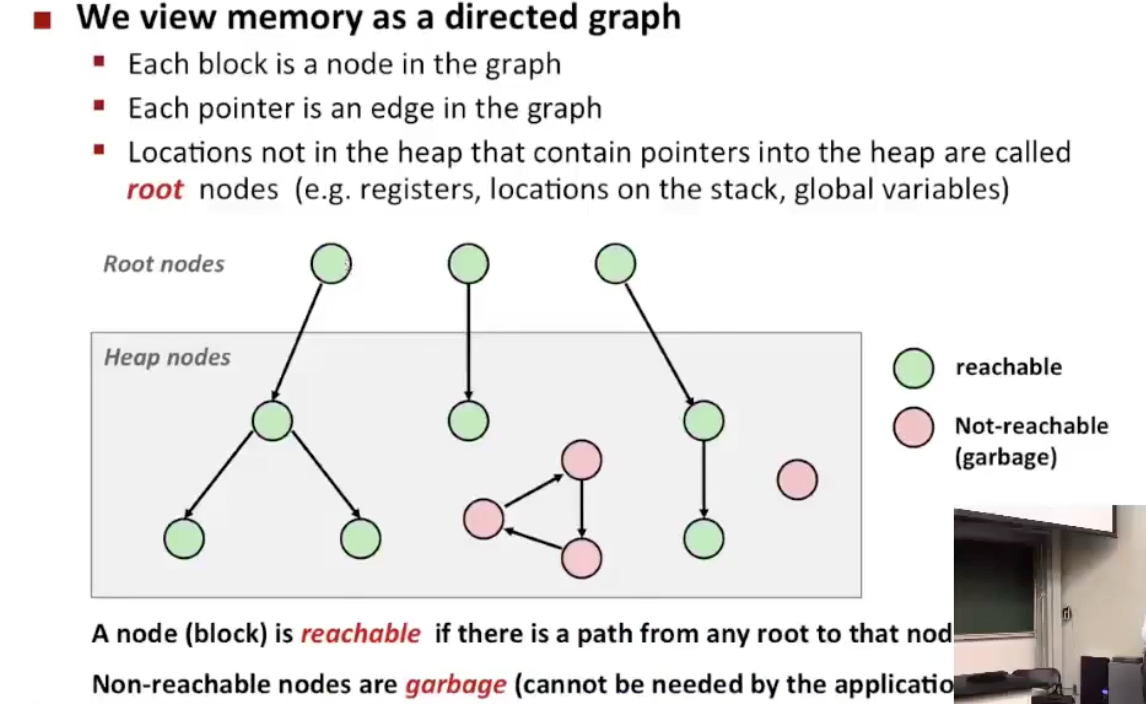 We view memory as a directed graph
Each block is a node in the graph
Each pointer is an edge in the graph
Locations not in the heap that contain pointers into the heap are called
root nodes (e.g. registers, locations on the stack, global variables)
Root nodes
Heap nodes
reachable
Not-reachable
(garbage)
A node (block) is reachable if there is a path from any root to that nod
Non-reachable nodes are garbage (cannot be needed by the applicatio